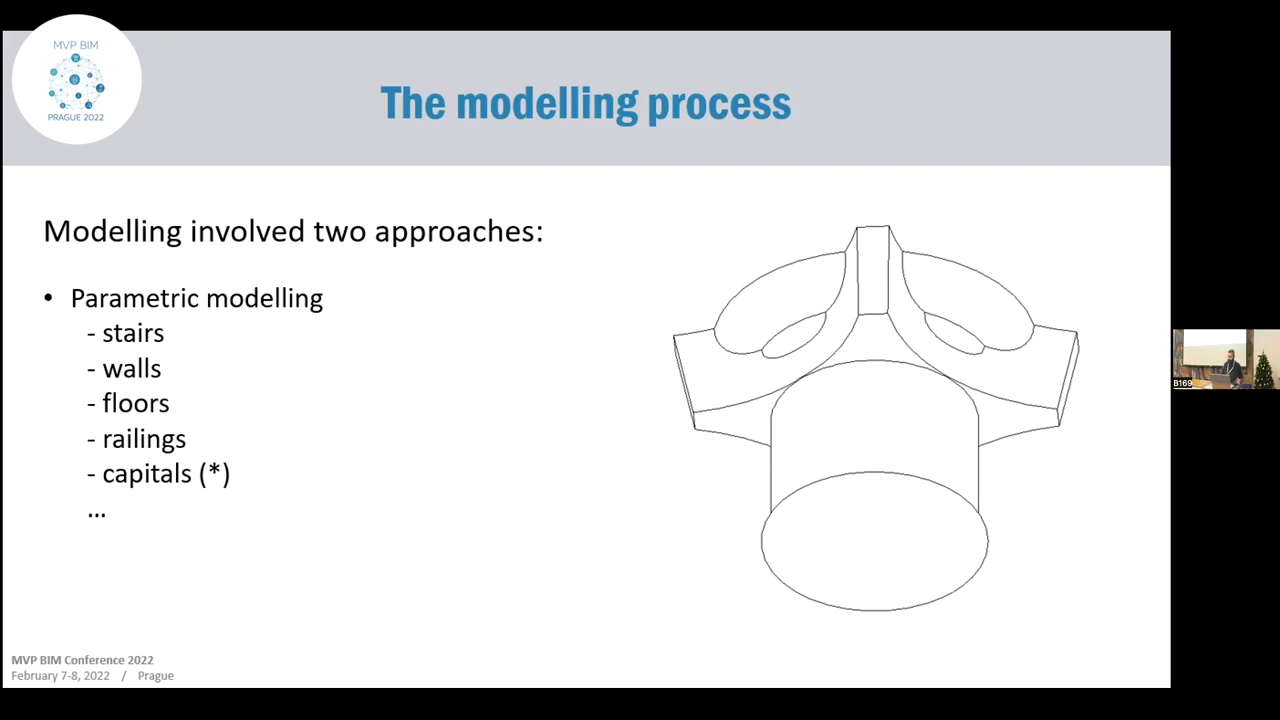 MVP BIM
PRAGUE 2022
The modelling process
Modelling involved two approaches:
• Parametric modelling
- stairs
- walls
- floors
- railings
- capitals (*)
...
B169
MVP BIM Conference 2022
February 7-8, 2022 / Prague